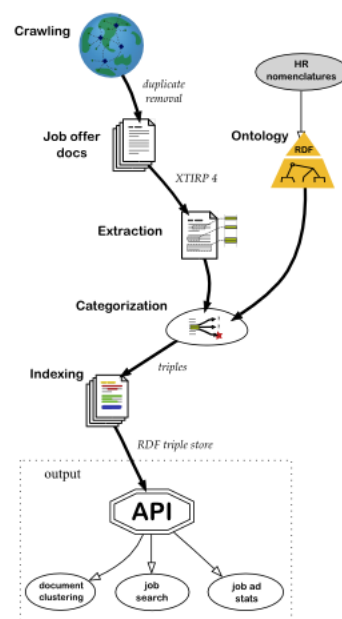 Crawling
duplicate
removal
HR
nomenclatures
Job offer
docs
Ontology
RDF
XTIRP 4
Extraction
Categorization
triples
Indexing
RDF triple store
output
API
document
clustering
job
search
job ad
stats